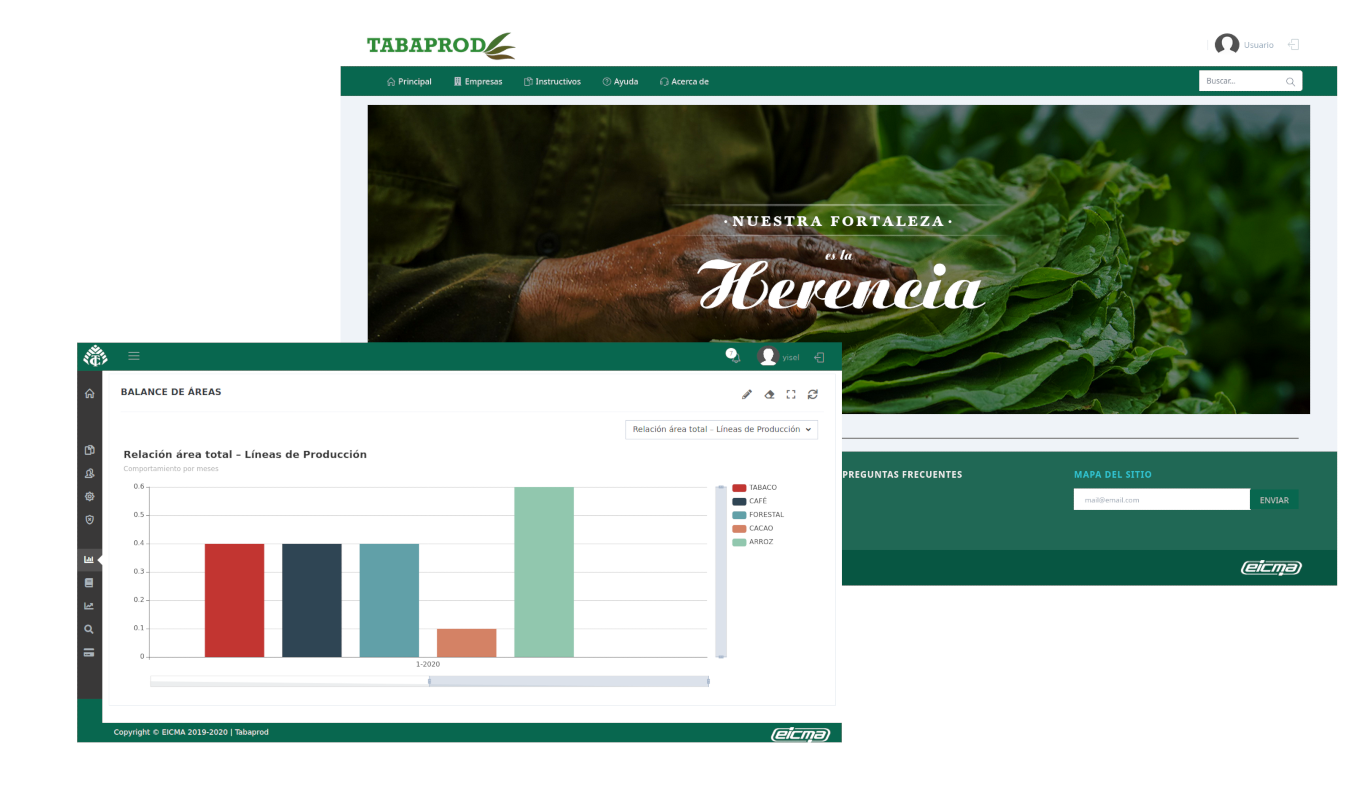 TABAPROD
Usuario
Principal
Empresas
Instructivos
Ayuda
Acerca de
Buscar...
·NUESTRA FORTALEZA·
es la
Herencia
PREGUNTAS FRECUENTES
MAPA DEL SITIO
mail@email.com
ENVIAR
eicma
yisel
BALANCE DE ÁREAS
Relación área total – Líneas de Producción
Relación área total – Líneas de Producción
Comportamiento por meses
0.6
0.5
0.4
0.3
0.2
0.1
0
1-2020
TABACO
CAFÉ
FORESTAL
CACAO
ARROZ
Copyright © EICMA 2019-2020 | Tabaprod
eicma